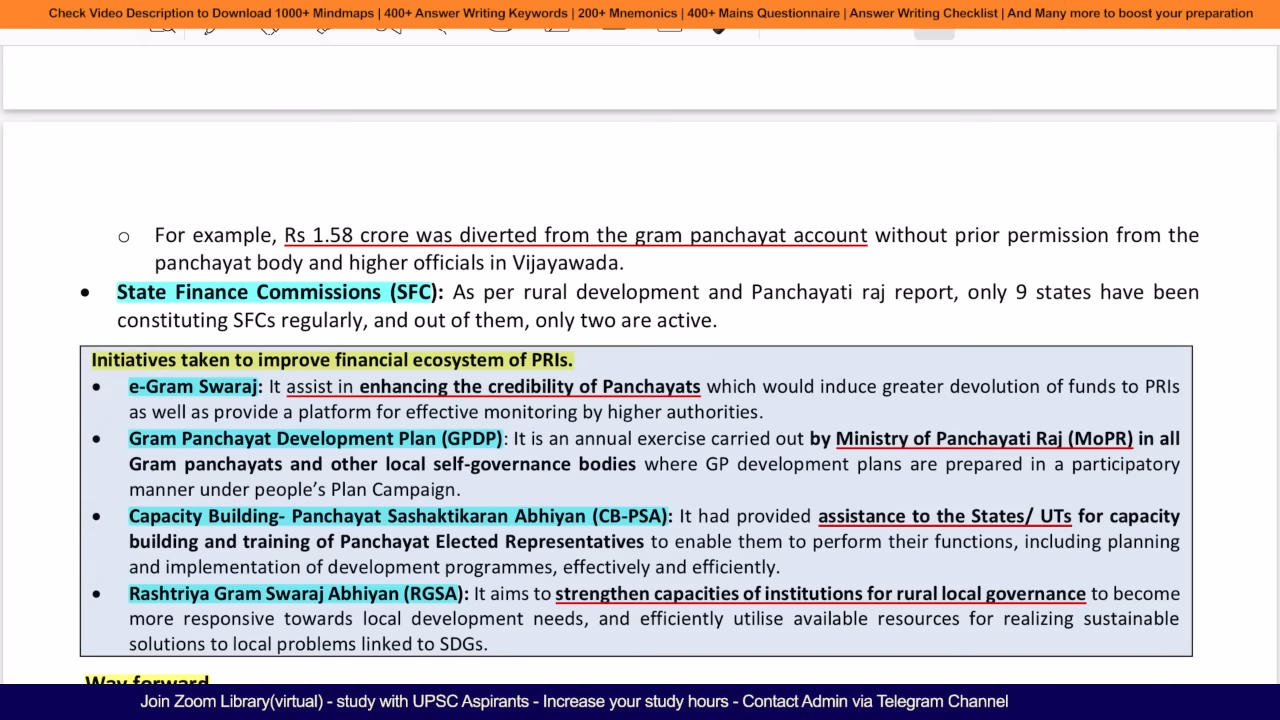 Check Video Description to Download 1000+ Mindmaps | 400+ Answer Writing Keywords | 200+ Mnemonics | 400+ Mains Questionnaire | Answer Writing Checklist | And Many more to boost your preparation
o For example, Rs 1.58 crore was diverted from the gram panchayat account without prior permission from the
panchayat body and higher officials in Vijayawada.
• State Finance Commissions (SFC): As per rural development and Panchayati raj report, only 9 states have been
constituting SFCs regularly, and out of them, only two are active.
Initiatives taken to improve financial ecosystem of PRIs.
• e-Gram Swaraj: It assist in enhancing the credibility of Panchayats which would induce greater devolution of funds to PRIs
as well as provide a platform for effective monitoring by higher authorities.
• Gram Panchayat Development Plan (GPDP): It is an annual exercise carried out by Ministry of Panchayati Raj (MoPR) in all
Gram panchayats and other local self-governance bodies where GP development plans are prepared in a participatory
manner under people's Plan Campaign.
• Capacity Building- Panchayat Sashaktikaran Abhiyan (CB-PSA): It had provided assistance to the States/ UTs for capacity
building and training of Panchayat Elected Representatives to enable them to perform their functions, including planning
and implementation of development programmes, effectively and efficiently.
• Rashtriya Gram Swaraj Abhiyan (RGSA): It aims to strengthen capacities of institutions for rural local governance to become
more responsive towards local development needs, and efficiently utilise available resources for realizing sustainable
solutions to local problems linked to SDGs.
Way forward
Join Zoom Library(virtual) - study with UPSC Aspirants - Increase your study hours - Contact Admin via Telegram Channel